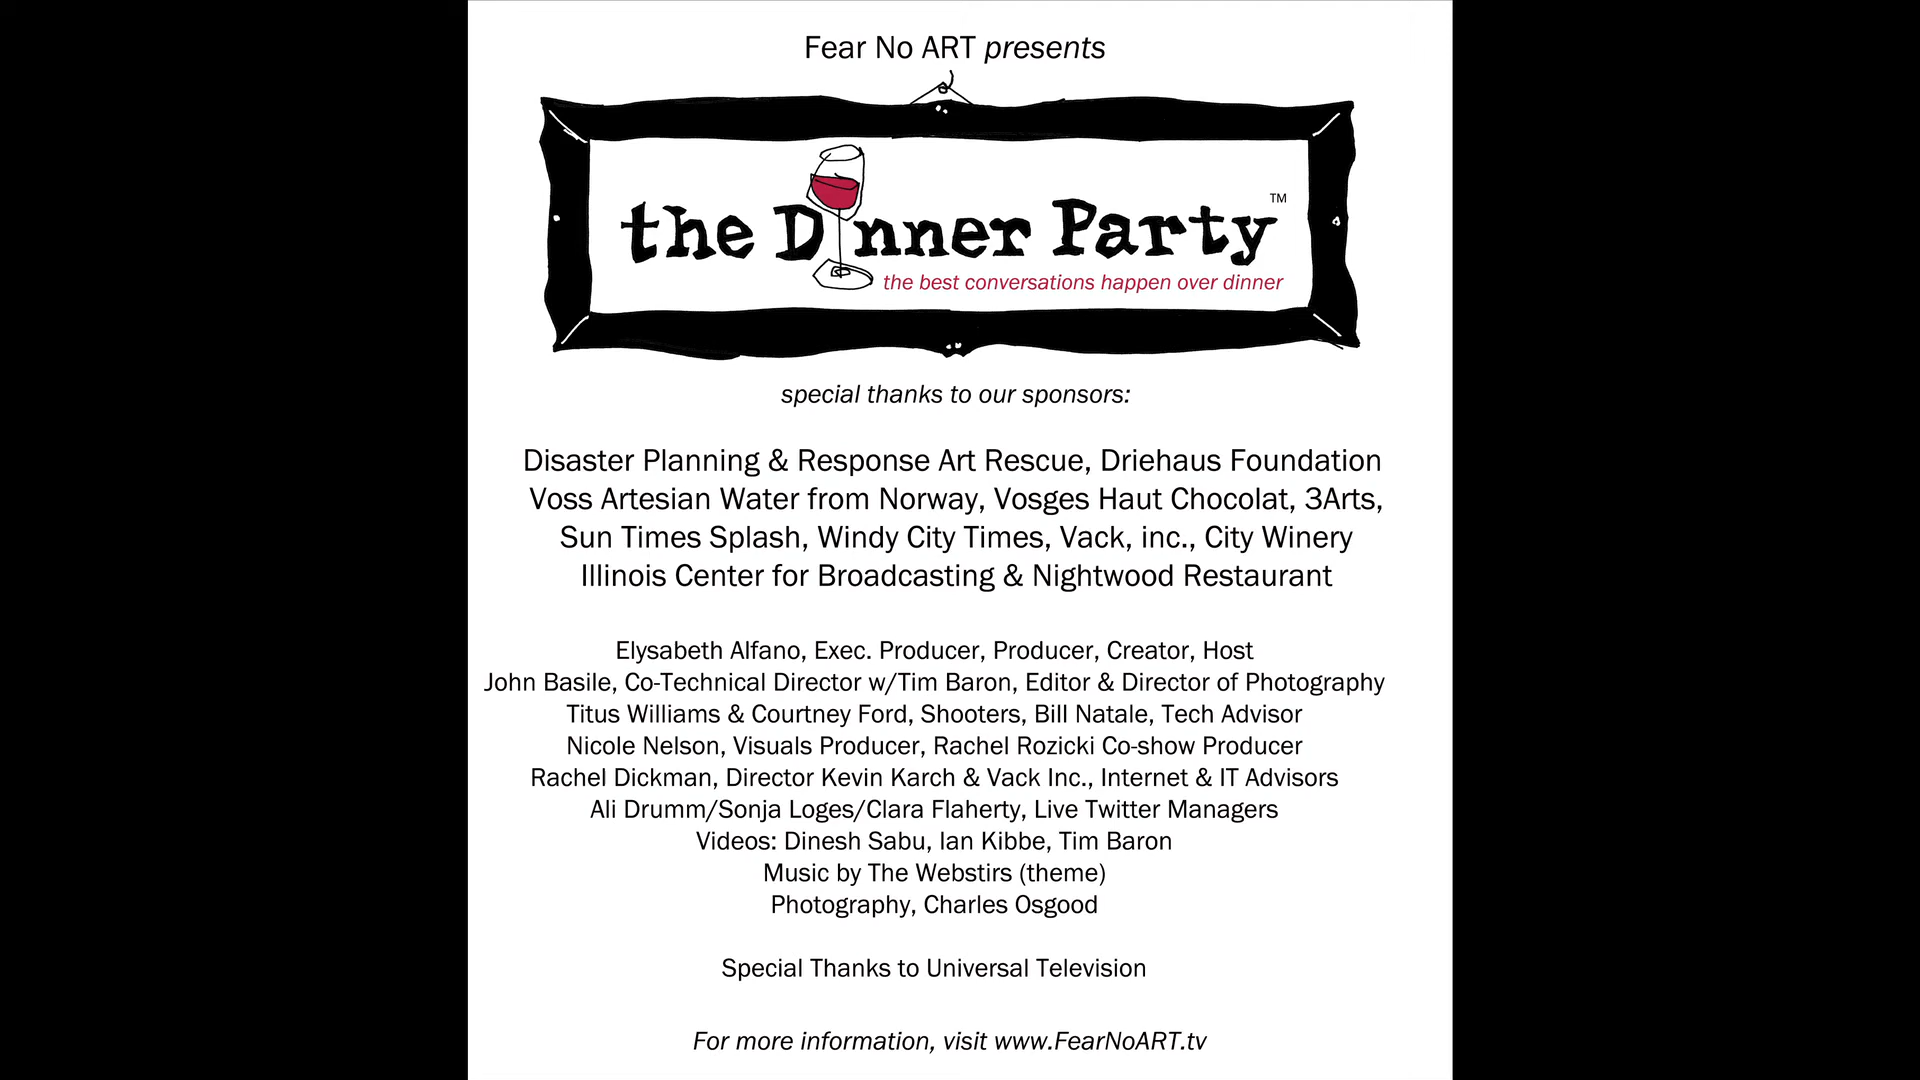 Fear No ART presents
the Dinner Party™
the best conversations happen over dinner
special thanks to our sponsors:
Disaster Planning & Response Art Rescue, Driehaus Foundation
Voss Artesian Water from Norway, Vosges Haut Chocolat, 3Arts,
Sun Times Splash, Windy City Times, Vack, inc., City Winery
Illinois Center for Broadcasting & Nightwood Restaurant
Elysabeth Alfano, Exec. Producer, Producer, Creator, Host
John Basile, Co-Technical Director w/Tim Baron, Editor & Director of Photography
Titus Williams & Courtney Ford, Shooters, Bill Natale, Tech Advisor
Nicole Nelson, Visuals Producer, Rachel Rozicki Co-show Producer
Rachel Dickman, Director Kevin Karch & Vack Inc., Internet & IT Advisors
Ali Drumm/Sonja Loges/Clara Flaherty, Live Twitter Managers
Videos: Dinesh Sabu, Ian Kibbe, Tim Baron
Music by The Webstirs (theme)
Photography, Charles Osgood
Special Thanks to Universal Television
For more information, visit www.FearNoART.tv